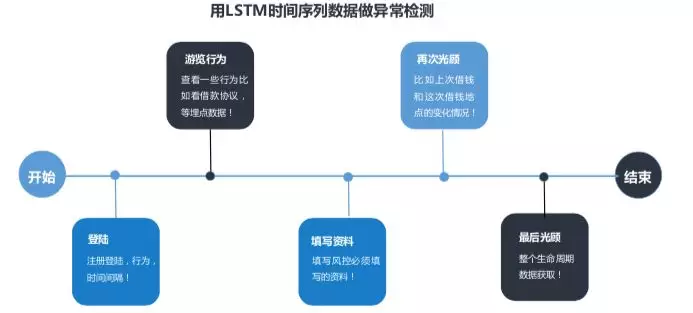 用LSTM时间序列数据做异常检测
游览行为
查看一些行为比
如看借款协议，
等埋点数据！
再次光顾
比如上次借钱
和这次借钱地
点的变化情况！
开始
结束
登陆
注册登陆，行为，
时间间隔！
填写资料
填写风控必须填
写的资料！
最后光顾
整个生命周期
数据获取！